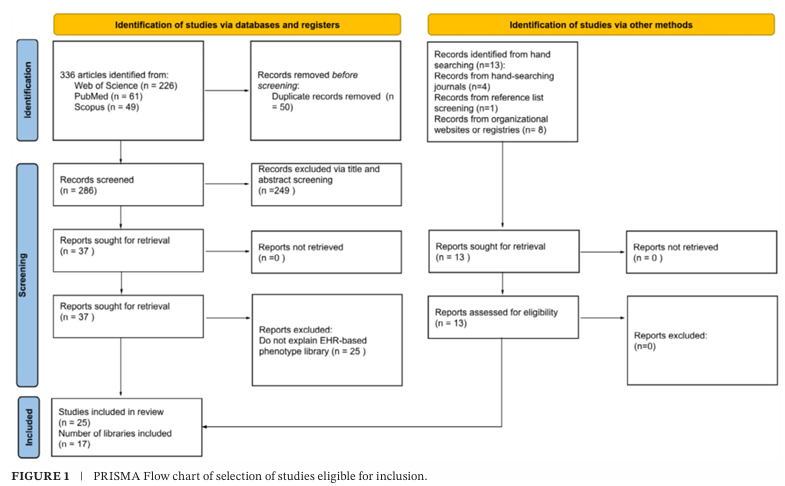 Identification of studies via databases and registers
Identification of studies via other methods
Identification
336 articles identified from:
Web of Science (n = 226)
PubMed (n = 61)
Scopus (n = 49)
Records removed before
screening:
Duplicate records removed (n
= 50)
Records identified from hand
searching (n=13):
Records from hand-searching
journals (n=4)
Records from reference list
screening (n=1)
Records from organizational
websites or registries (n= 8)
Screening
Records screened
(n = 286)
Records excluded via title and
abstract screening
(n =249 )
Reports sought for retrieval
(n = 37 )
Reports not retrieved
(n =0 )
Reports sought for retrieval
(n = 13 )
Reports not retrieved
(n = 0 )
Reports sought for retrieval
(n = 37 )
Reports excluded:
Do not explain EHR-based
phenotype library (n = 25 )
Reports assessed for eligibility
(n = 13)
Reports excluded:
(n=0)
Included
Studies included in review
(n = 25)
Number of libraries included
(n = 17)
FIGURE 1 | PRISMA Flow chart of selection of studies eligible for inclusion.